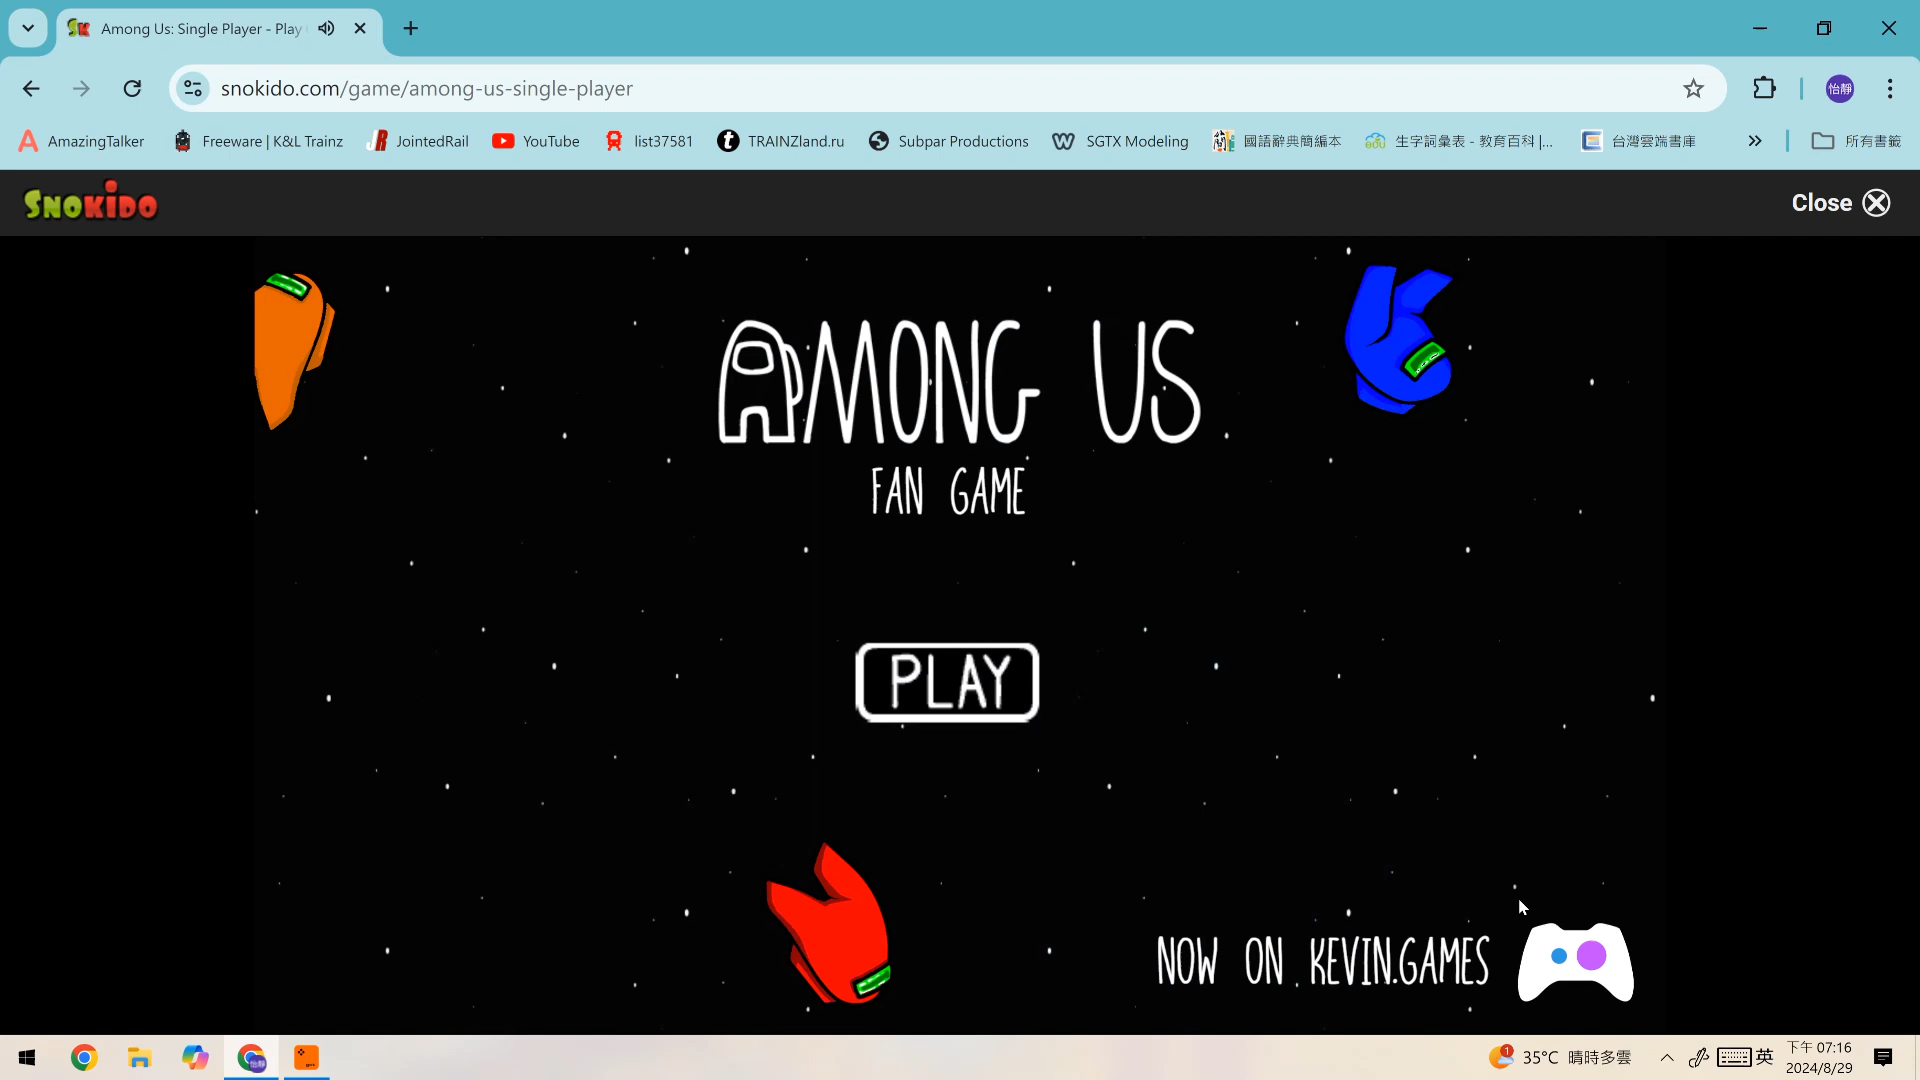 Among Us: Single Player - Play
snokido.com/game/among-us-single-player
怡靜
AmazingTalker
Freeware | K&L Trainz
JointedRail
YouTube
list37581
TRAINZland.ru
Subpar Productions
SGTX Modeling
國語辭典簡編本
生字詞彙表 - 教育百科 |...
台灣雲端書庫
所有書籤
SNOKIDO
Close
AMONG US
FAN GAME
PLAY
NOW ON KEVIN.GAMES
1
35°C 晴時多雲
英
下午 07:16
2024/8/29